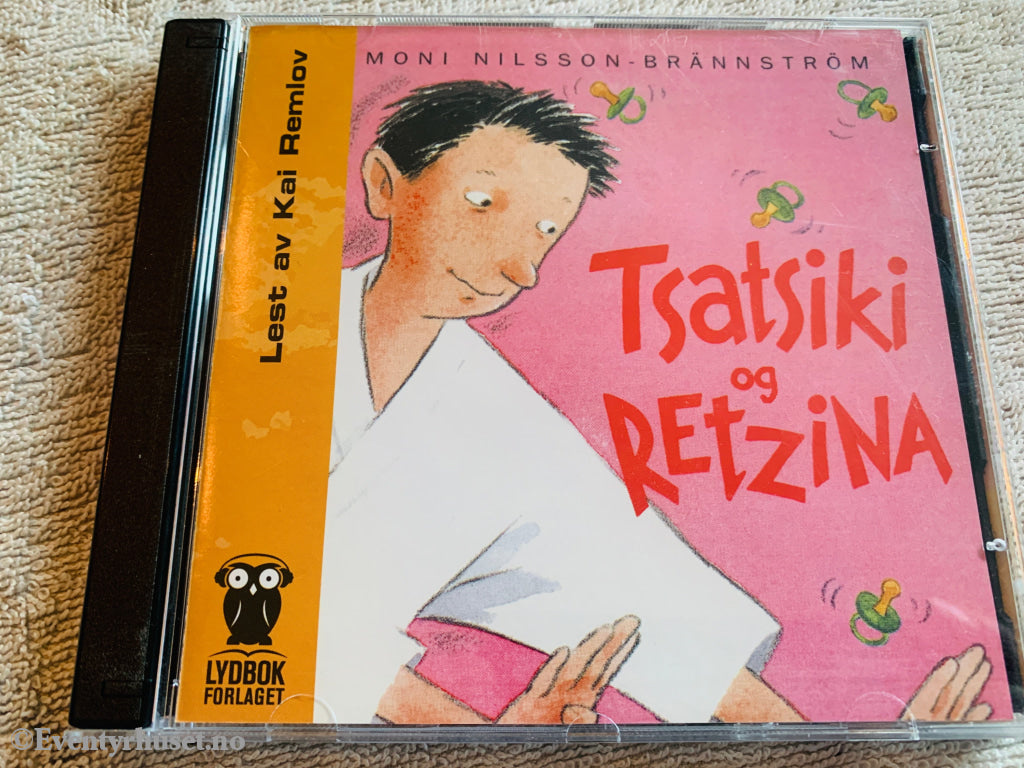 MONI NILSSON-BRÄNNSTRÖM
Lest av Kai Remlov
Tsatsiki
og
RETZINA
LYDBOK
FORLAGET
©Eventyrhuset.no